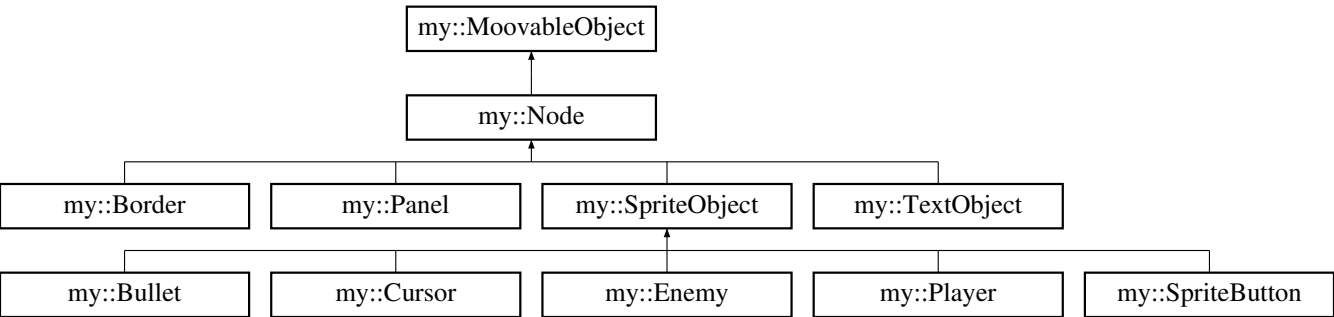 my::MoovableObject
my::Node
my::Border
my::Panel
my::SpriteObject
my::TextObject
my::Bullet
my::Cursor
my::Enemy
my::Player
my::SpriteButton